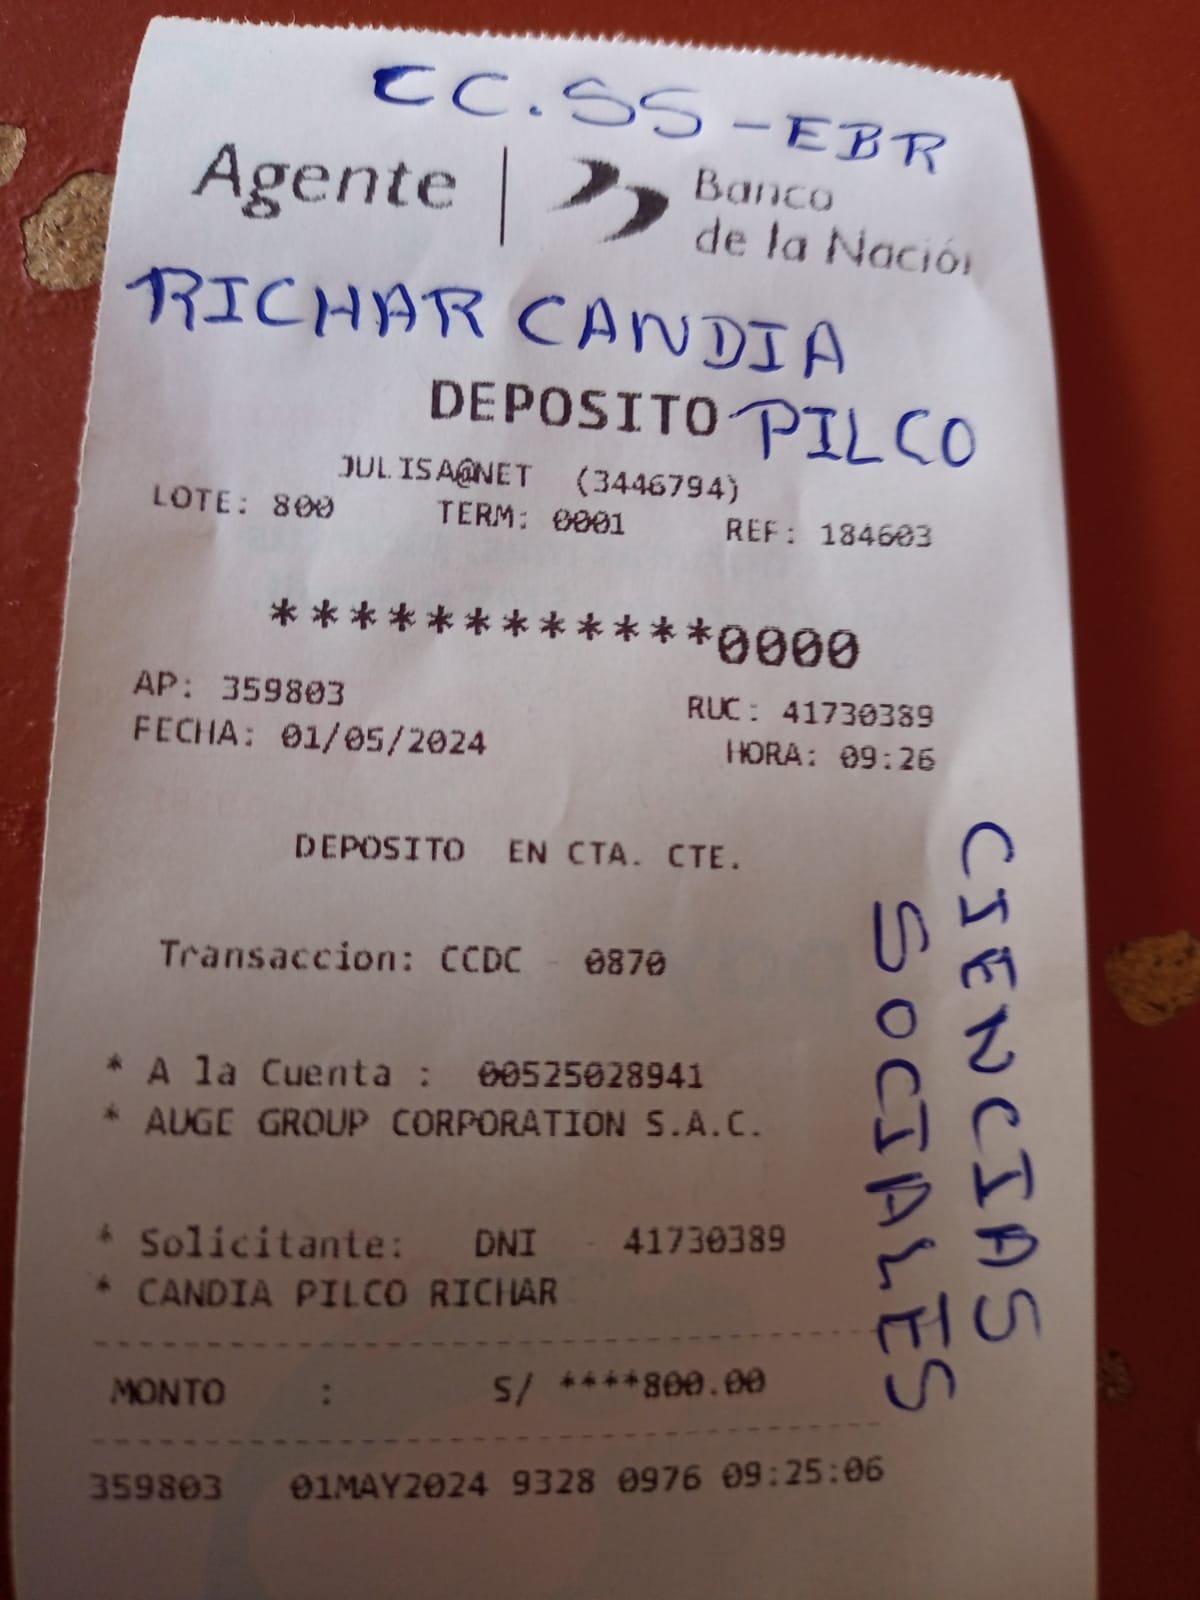 CC.SS-EBR
Agente | Banco
de la Nación
RICHAR CANDIA
DEPOSITO PILCO
JULISA@NET (3446794)
LOTE: 800 TERM: 0001 REF: 184603
************0000
AP: 359803 RUC: 41730389
FECHA: 01/05/2024 HORA: 09:26
DEPOSITO EN CTA. CTE.
Transaccion: CCDC - 0870
* A la Cuenta : 00525028941
* AUGE GROUP CORPORATION S.A.C.
* Solicitante: DNI - 41730389
* CANDIA PILCO RICHAR
MONTO : S/ ****800.00
359803 01MAY2024 9328 0976 09:25:06
CIENCIAS
SOCIALES